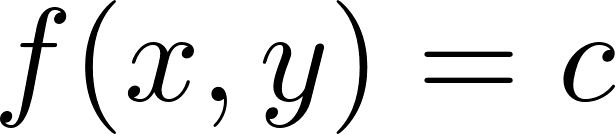 f(x, y) = c